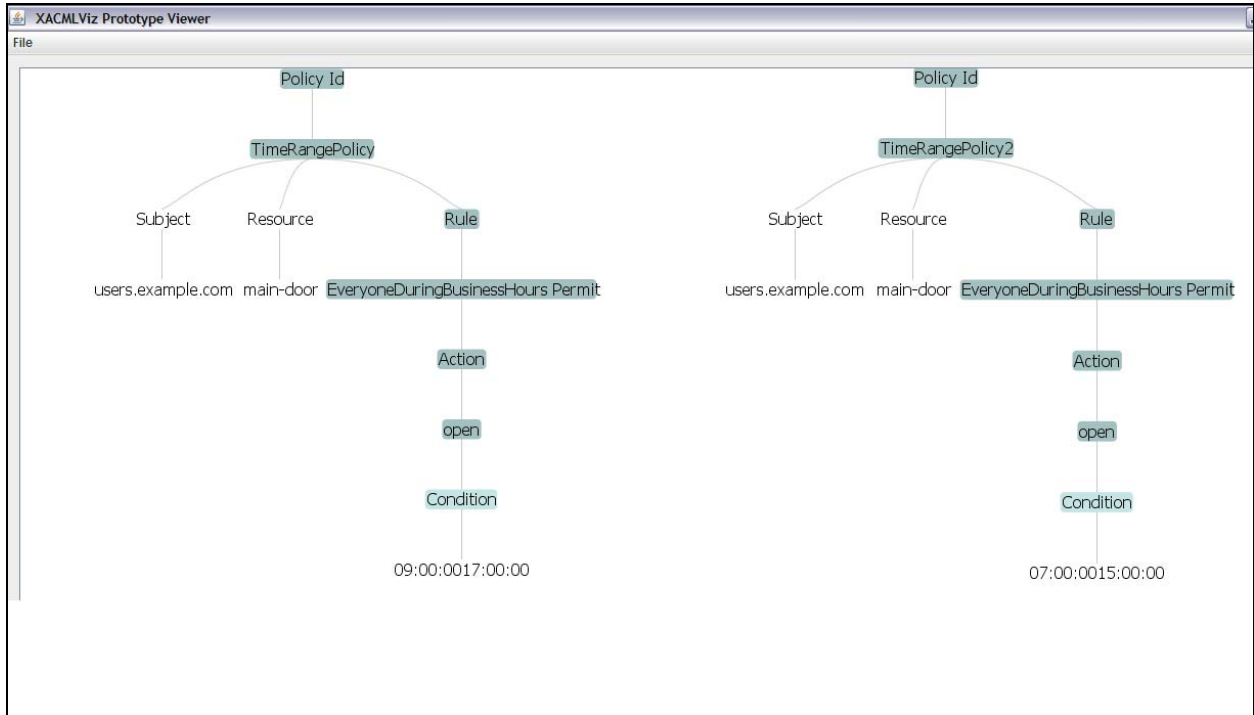 XACMLViz Prototype Viewer
File
Policy Id
TimeRangePolicy
Subject Resource Rule
users.example.com main-door EveryoneDuringBusinessHours Permit
Action
open
Condition
09:00:0017:00:00
Policy Id
TimeRangePolicy2
Subject Resource Rule
users.example.com main-door EveryoneDuringBusinessHours Permit
Action
open
Condition
07:00:0015:00:00